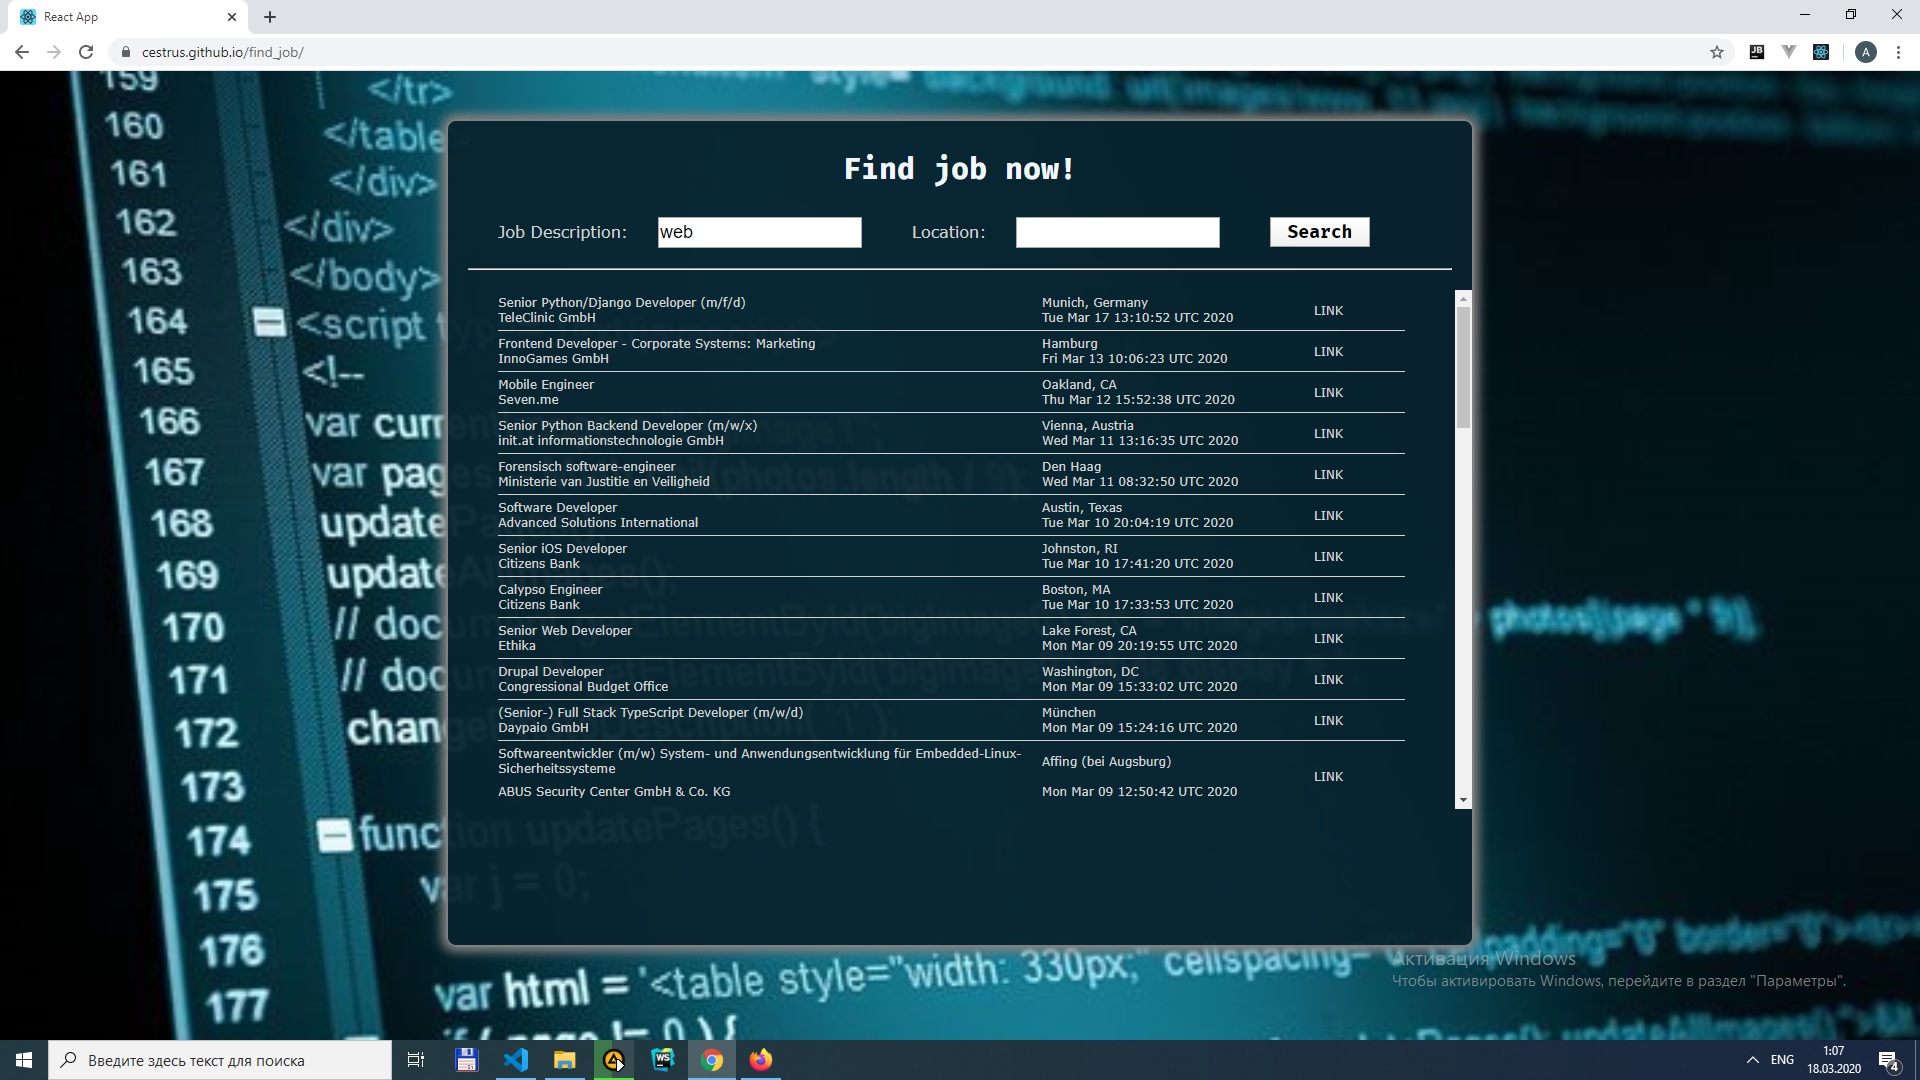 React App
cestrus.github.io/find_job/
A
159
</tr>
160
</table
161
</div>
162
</div>
163
</body>
164
<script
165
<!--
166
var curr
167
var pag
168
update
169
update
170
// doc
171
// doc
172
chan
173
174
func
175
176
var html = '<table style="width: 330px;" cellspacing="0"
177
photos[(page * 9)],
Find job now!
Job Description:
web
Location:
Search
Senior Python/Django Developer (m/f/d)
TeleClinic GmbH
Munich, Germany
Tue Mar 17 13:10:52 UTC 2020
LINK
Frontend Developer - Corporate Systems: Marketing
InnoGames GmbH
Hamburg
Fri Mar 13 10:06:23 UTC 2020
LINK
Mobile Engineer
Seven.me
Oakland, CA
Thu Mar 12 15:52:38 UTC 2020
LINK
Senior Python Backend Developer (m/w/x)
init.at informationstechnologie GmbH
Vienna, Austria
Wed Mar 11 13:16:35 UTC 2020
LINK
Forensisch software-engineer
Ministerie van Justitie en Veiligheid
Den Haag
Wed Mar 11 08:32:50 UTC 2020
LINK
Software Developer
Advanced Solutions International
Austin, Texas
Tue Mar 10 20:04:19 UTC 2020
LINK
Senior iOS Developer
Citizens Bank
Johnston, RI
Tue Mar 10 17:41:20 UTC 2020
LINK
Calypso Engineer
Citizens Bank
Boston, MA
Tue Mar 10 17:33:53 UTC 2020
LINK
Senior Web Developer
Ethika
Lake Forest, CA
Mon Mar 09 20:19:55 UTC 2020
LINK
Drupal Developer
Congressional Budget Office
Washington, DC
Mon Mar 09 15:33:02 UTC 2020
LINK
(Senior-) Full Stack TypeScript Developer (m/w/d)
Daypaio GmbH
München
Mon Mar 09 15:24:16 UTC 2020
LINK
Softwareentwickler (m/w) System- und Anwendungsentwicklung für Embedded-Linux-
Sicherheitssysteme
ABUS Security Center GmbH & Co. KG
Affing (bei Augsburg)
Mon Mar 09 12:50:42 UTC 2020
LINK
Активация Windows
Чтобы активировать Windows, перейдите в раздел "Параметры".
Введите здесь текст для поиска
ENG
1:07
18.03.2020
4